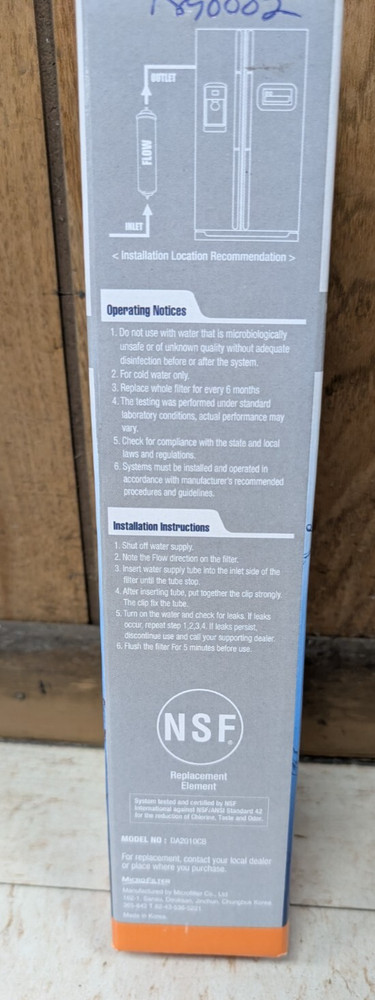 1890002
OUTLET
FLOW
INLET
< Installation Location Recommendation >
Operating Notices
1. Do not use with water that is microbiologically
unsafe or of unknown quality without adequate
disinfection before or after the system.
2. For cold water only.
3. Replace whole filter for every 6 months
4. The testing was performed under standard
laboratory conditions, actual performance may
vary.
5. Check for compliance with the state and local
laws and regulations.
6. Systems must be installed and operated in
accordance with manufacturer's recommended
procedures and guidelines.
Installation Instructions
1. Shut off water supply.
2. Note the Flow direction on the filter.
3. Insert water supply tube into the inlet side of the
filter until the tube stop.
4. After inserting tube, put together the clip strongly.
The clip fix the tube.
5. Turn on the water and check for leaks. If leaks
occur, repeat step 1,2,3,4. If leaks persist,
discontinue use and call your supporting dealer.
6. Flush the filter For 5 minutes before use.
NSF®
Replacement
Element
System tested and certified by NSF
International against NSF/ANSI Standard 42
for the reduction of Chlorine, Taste and Odor.
MODEL NO : DA2010CB
For replacement, contact your local dealer
or place where you purchase.
MICROFILTER
Manufactured by Microfilter Co., Ltd
Jincheon, Chungbuk Korea
Made in Korea